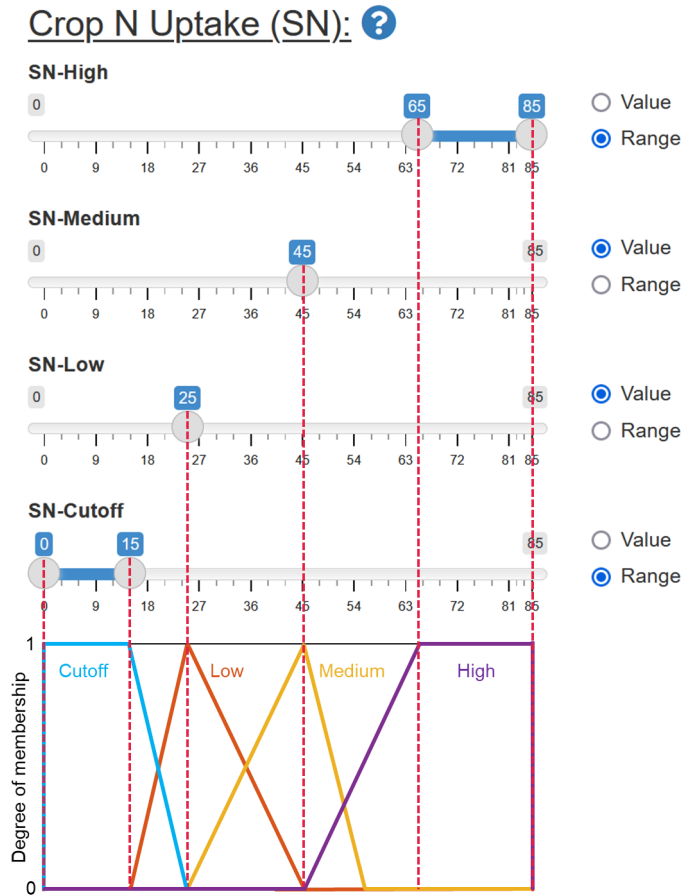 Crop N Uptake (SN): ?
SN-High
0 65 85 Value
Range
0 9 18 27 36 45 54 63 72 81 85
SN-Medium
0 45 85 Value
Range
0 9 18 27 36 45 54 63 72 81 85
SN-Low
0 25 85 Value
Range
0 9 18 27 36 45 54 63 72 81 85
SN-Cutoff
0 15 85 Value
Range
0 9 18 27 36 45 54 63 72 81 85
1
Cutoff Low Medium High
Degree of membership
0